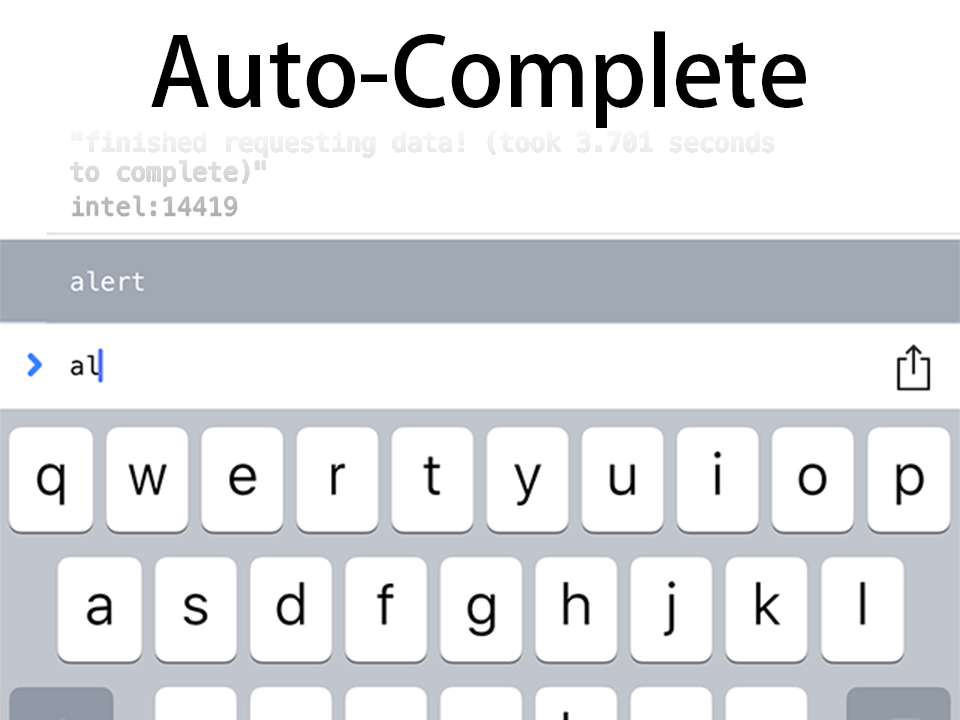 Auto-Complete
"finished requesting data! (took 3.701 seconds
to complete)"
intel:14419
alert
al
q w e r t y u i o p
a s d f g h j k l